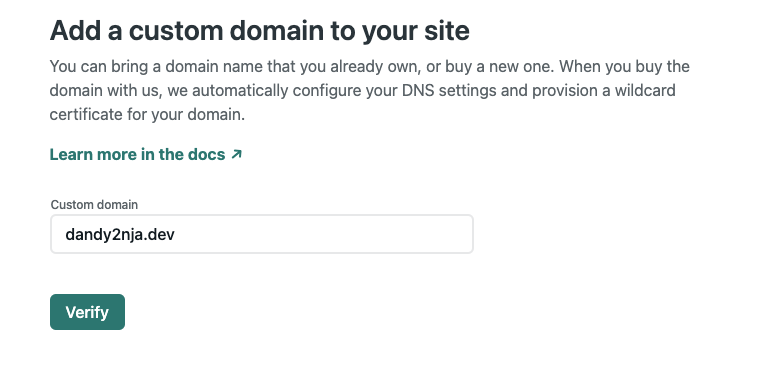 Add a custom domain to your site
You can bring a domain name that you already own, or buy a new one. When you buy the
domain with us, we automatically configure your DNS settings and provision a wildcard
certificate for your domain.
Learn more in the docs ↗
Custom domain
dandy2nja.dev
Verify